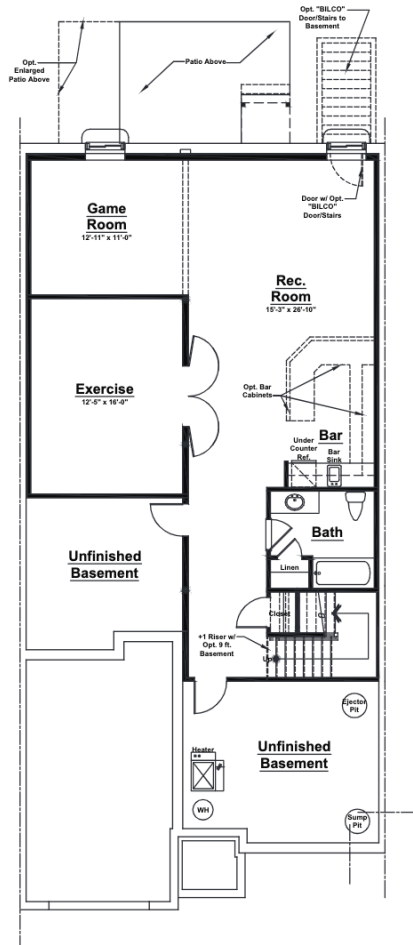 Opt. "BILCO"
Door/Stairs to
Basement
Opt.
Enlarged
Patio Above
Patio Above
Door w/ Opt.
"BILCO"
Door/Stairs
Game
Room
12'-11" x 11'-0"
Rec.
Room
15'-3" x 26'-10"
Exercise
12'-5" x 16'-0"
Opt. Bar
Cabinets
Bar
Under
Counter
Ref.
Bar
Sink
Bath
Linen
Unfinished
Basement
Closet
+1 Riser w/
Opt. 9 ft.
Basement
Up
Ejector
Pit
Unfinished
Basement
Heater
WH
Sump
Pit